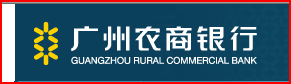 广州农商银行
GUANGZHOU RURAL COMMERCIAL BANK